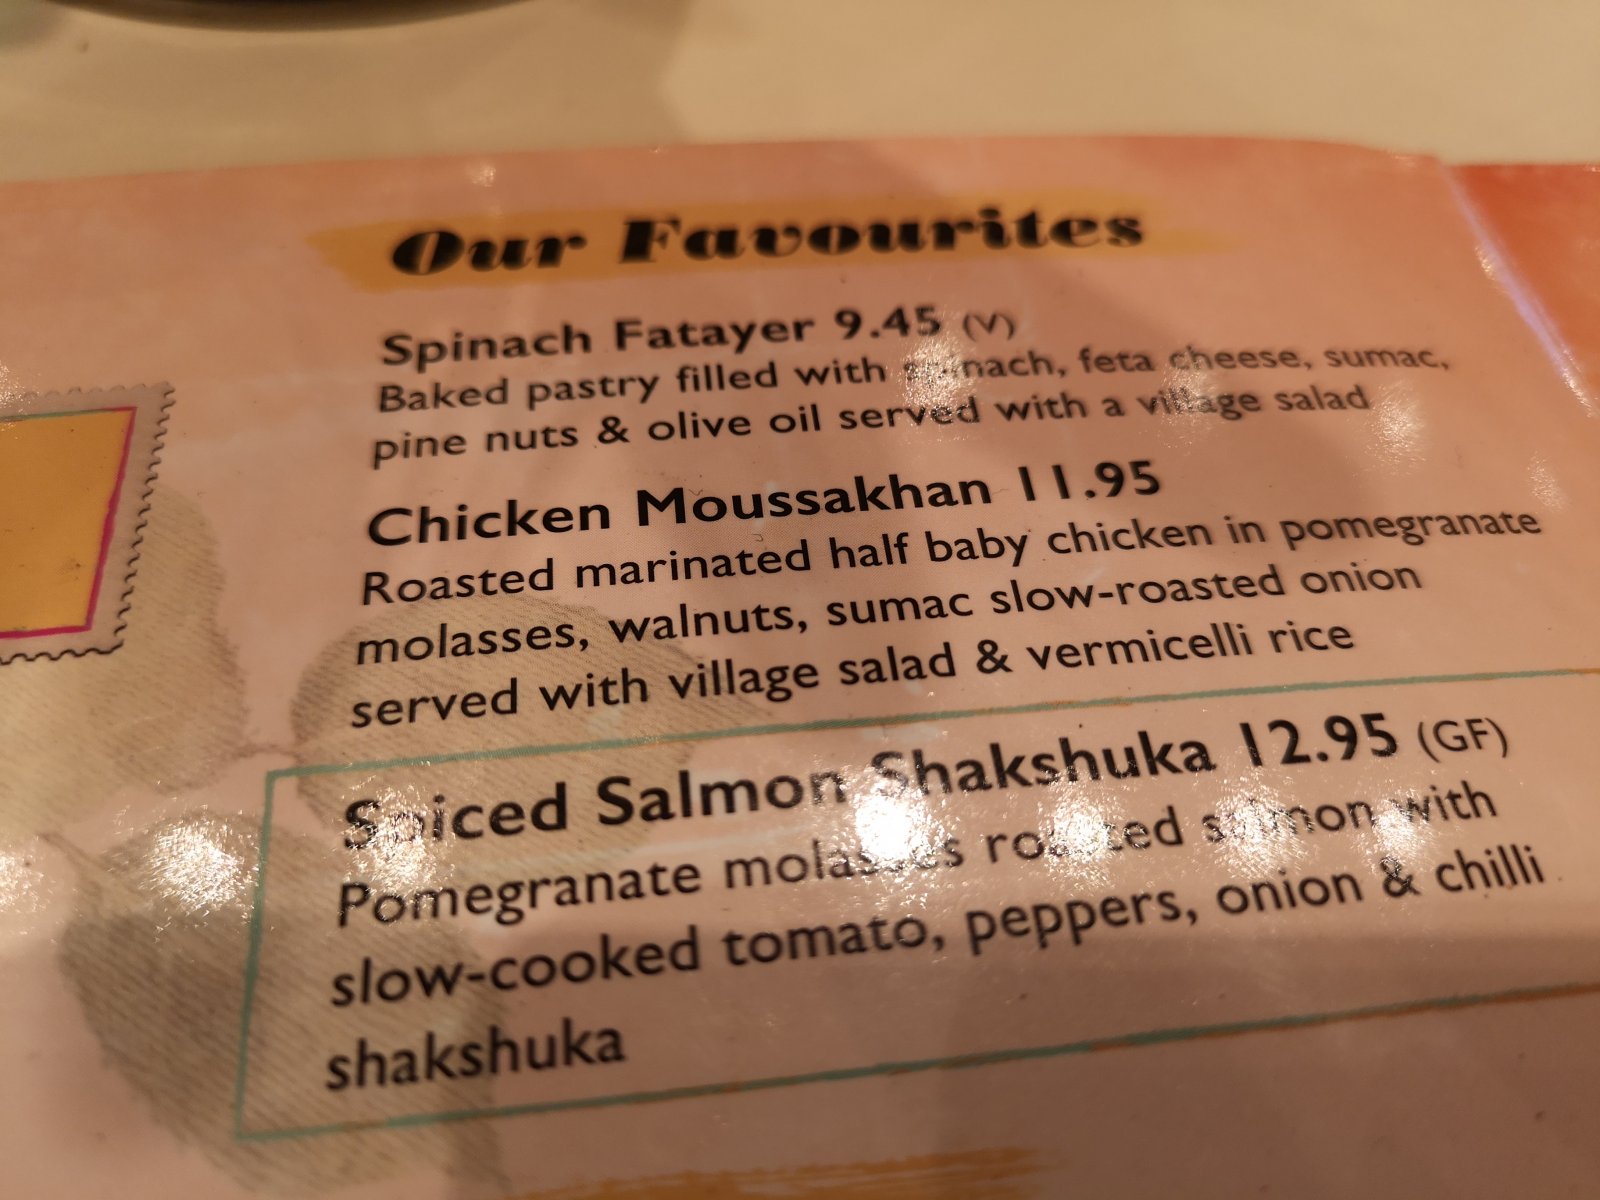 Our Favourites
Spinach Fatayer 9.45 (V)
Baked pastry filled with spinach, feta cheese, sumac,
pine nuts & olive oil served with a village salad
Chicken Moussakhan 11.95
Roasted marinated half baby chicken in pomegranate
molasses, walnuts, sumac slow-roasted onion
served with village salad & vermicelli rice
Spiced Salmon Shakshuka 12.95 (GF)
Pomegranate molasses roasted salmon with
slow-cooked tomato, peppers, onion & chilli
shakshuka